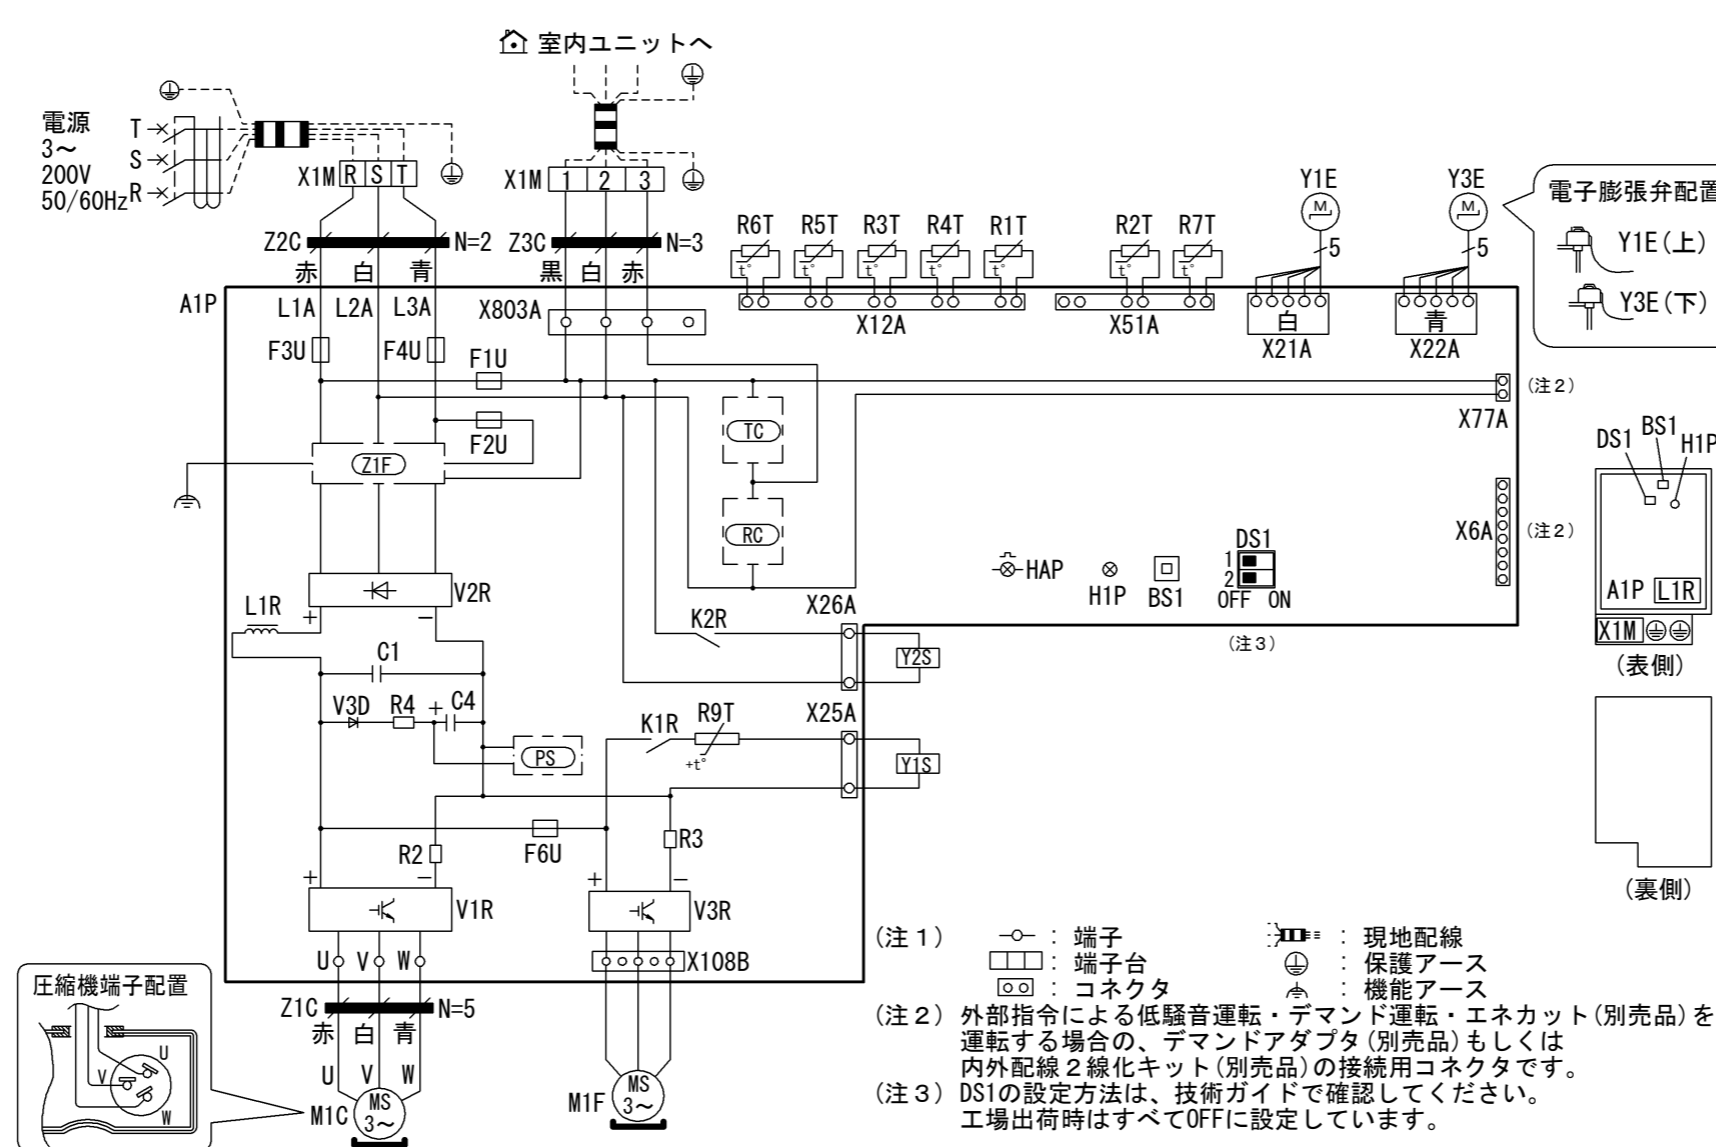 室内ユニットへ
電源
3～
200V
50/60Hz
T
S
R
X1M R S T
X1M 1 2 3
Z2C N=2
赤 白 青
Z3C N=3
黒 白 赤
R6T R5T R3T R4T R1T R2T R7T
t° t° t° t° t° t° t°
Y1E
M
5
Y3E
M
5
電子膨張弁配置
Y1E(上)
Y3E(下)
A1P
L1A L2A L3A
X803A
X12A
X51A
白
X21A
青
X22A
F3U
F4U
F1U
F2U
Z1F
TC
RC
X77A
(注2)
X6A
(注2)
DS1 BS1 H1P
A1P L1R
X1M
(表側)
(裏側)
HAP
H1P
BS1
DS1
1
2
OFF ON
(注3)
V2R
+ −
L1R
C1
V3D R4 + C4
PS
K2R
X26A
Y2S
K1R R9T
+t°
X25A
Y1S
F6U
R2
R3
+ −
V1R
+ −
V3R
U V W
X108B
Z1C N=5
赤 白 青
U V W
M1C
MS
3～
M1F
MS
3～
圧縮機端子配置
U
V
W
(注1) : 端子 : 現地配線
: 端子台 : 保護アース
: コネクタ : 機能アース
(注2) 外部指令による低騒音運転・デマンド運転・エネカット(別売品)を
運転する場合の、デマンドアダプタ(別売品)もしくは
内外配線２線化キット(別売品)の接続用コネクタです。
(注3) DS1の設定方法は、技術ガイドで確認してください。
工場出荷時はすべてOFFに設定しています。